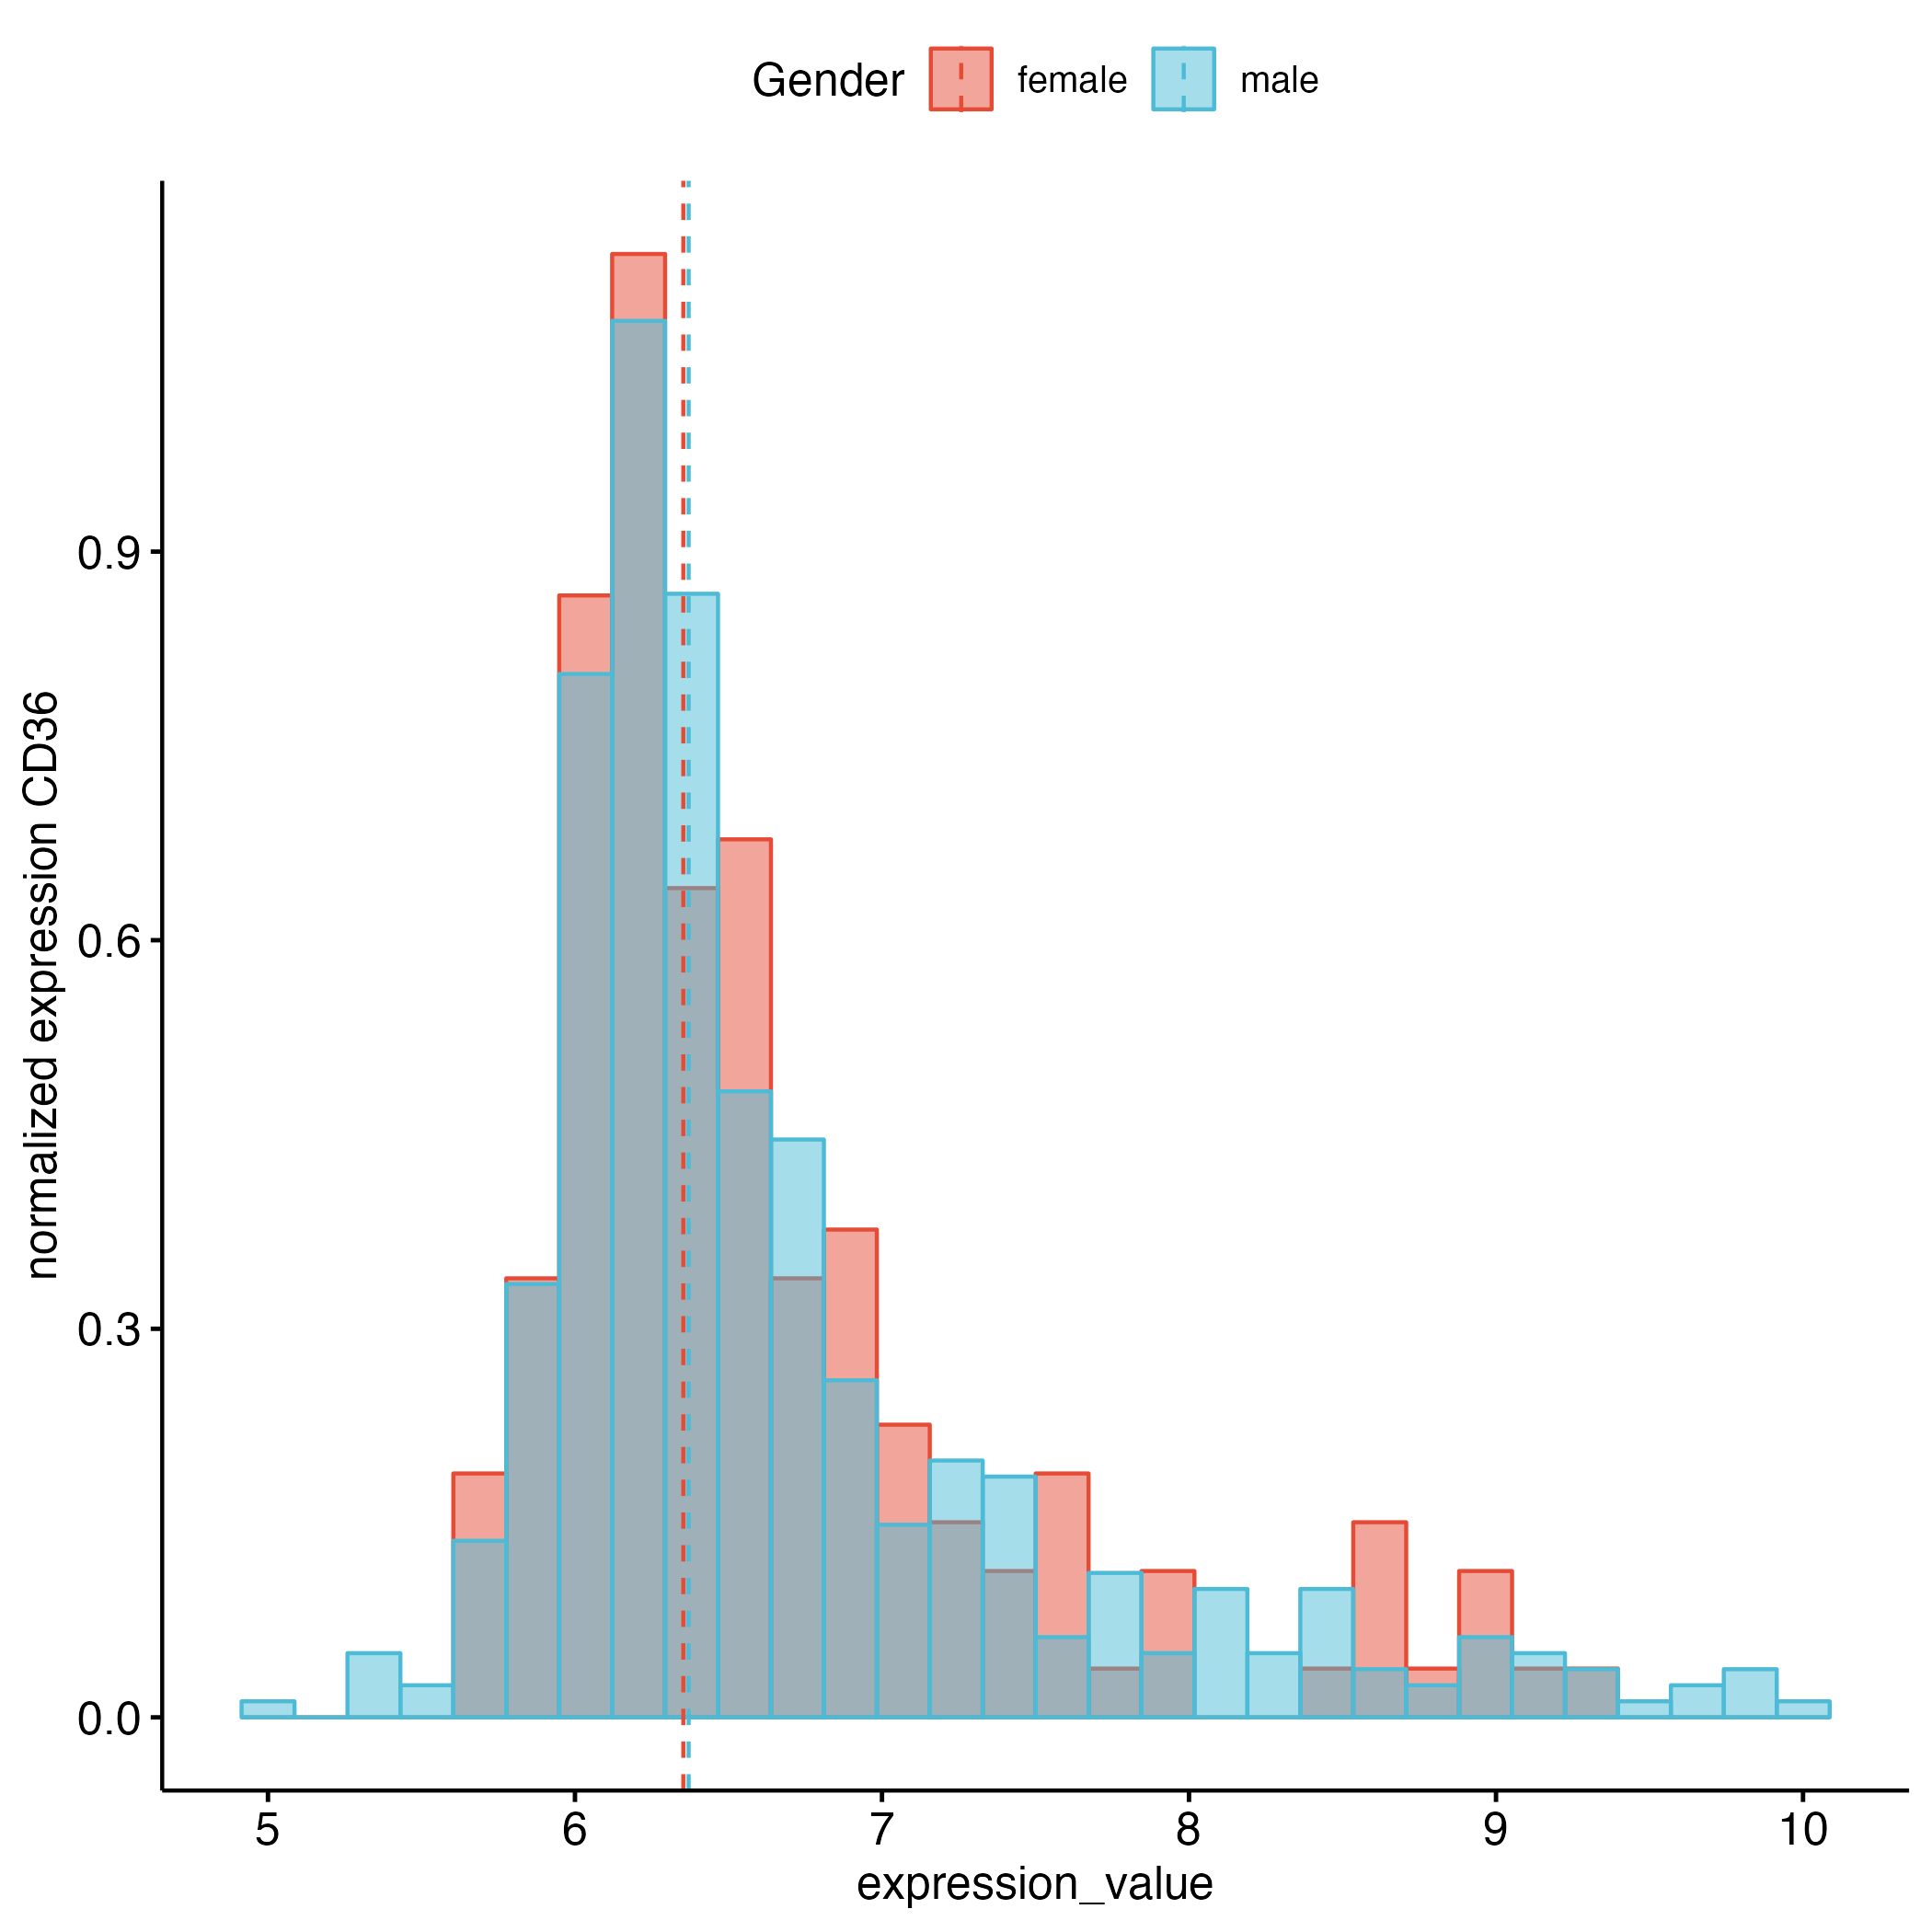 Gender female male
normalized expression CD36
0.9
0.6
0.3
0.0
5 6 7 8 9 10
expression_value